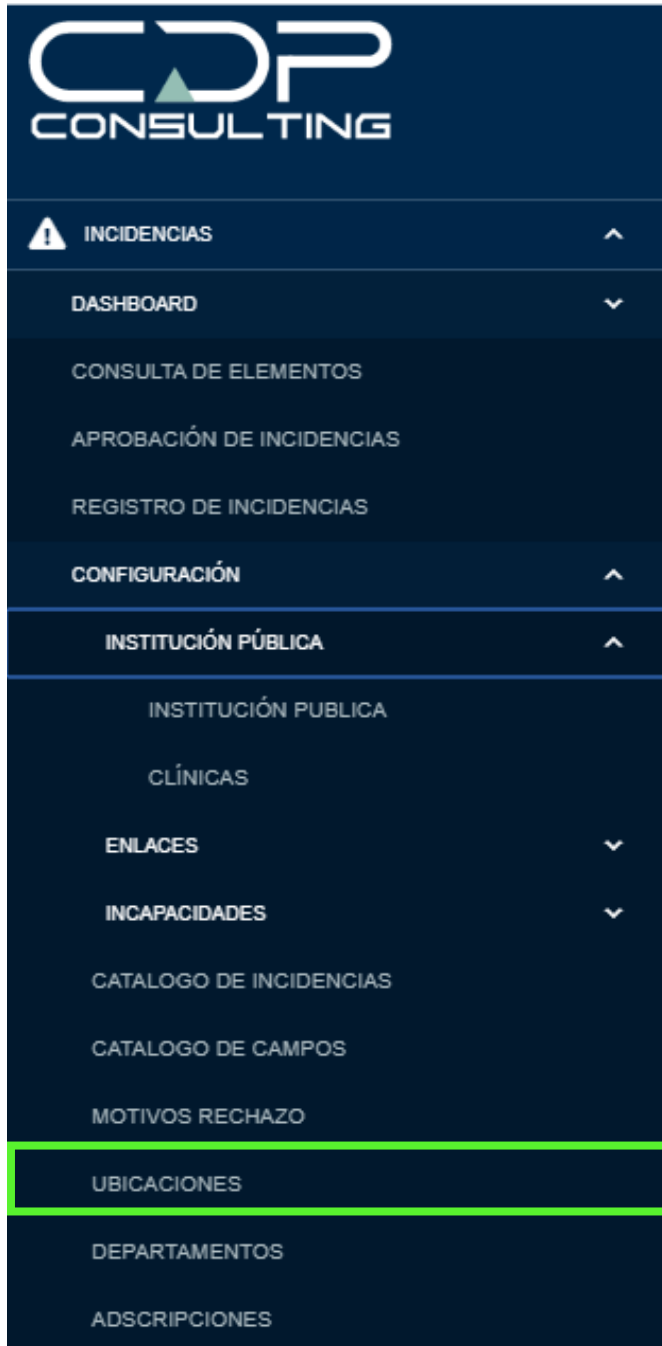 CDP
CONSULTING
INCIDENCIAS
DASHBOARD
CONSULTA DE ELEMENTOS
APROBACIÓN DE INCIDENCIAS
REGISTRO DE INCIDENCIAS
CONFIGURACIÓN
INSTITUCIÓN PÚBLICA
INSTITUCIÓN PUBLICA
CLÍNICAS
ENLACES
INCAPACIDADES
CATALOGO DE INCIDENCIAS
CATALOGO DE CAMPOS
MOTIVOS RECHAZO
UBICACIONES
DEPARTAMENTOS
ADSCRIPCIONES